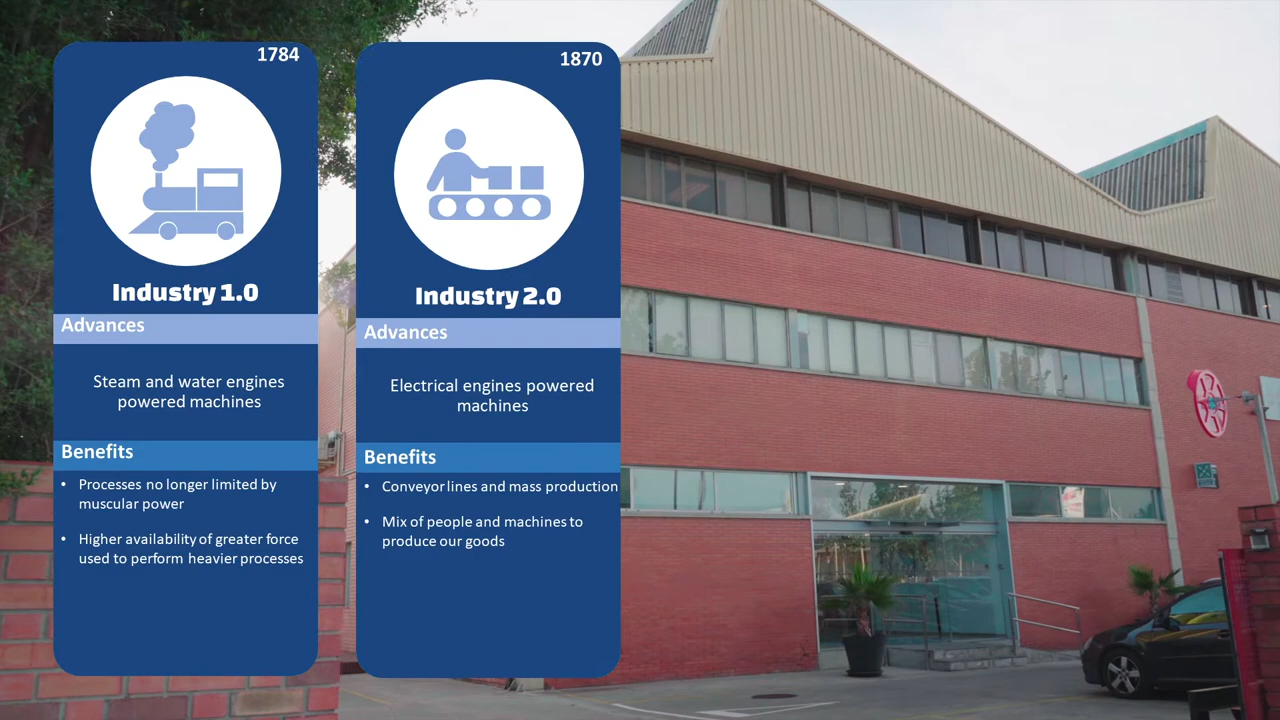 1784
Industry 1.0
Advances
Steam and water engines
powered machines
Benefits
• Processes no longer limited by
muscular power
• Higher availability of greater force
used to perform heavier processes
1870
Industry 2.0
Advances
Electrical engines powered
machines
Benefits
• Conveyor lines and mass production
• Mix of people and machines to
produce our goods